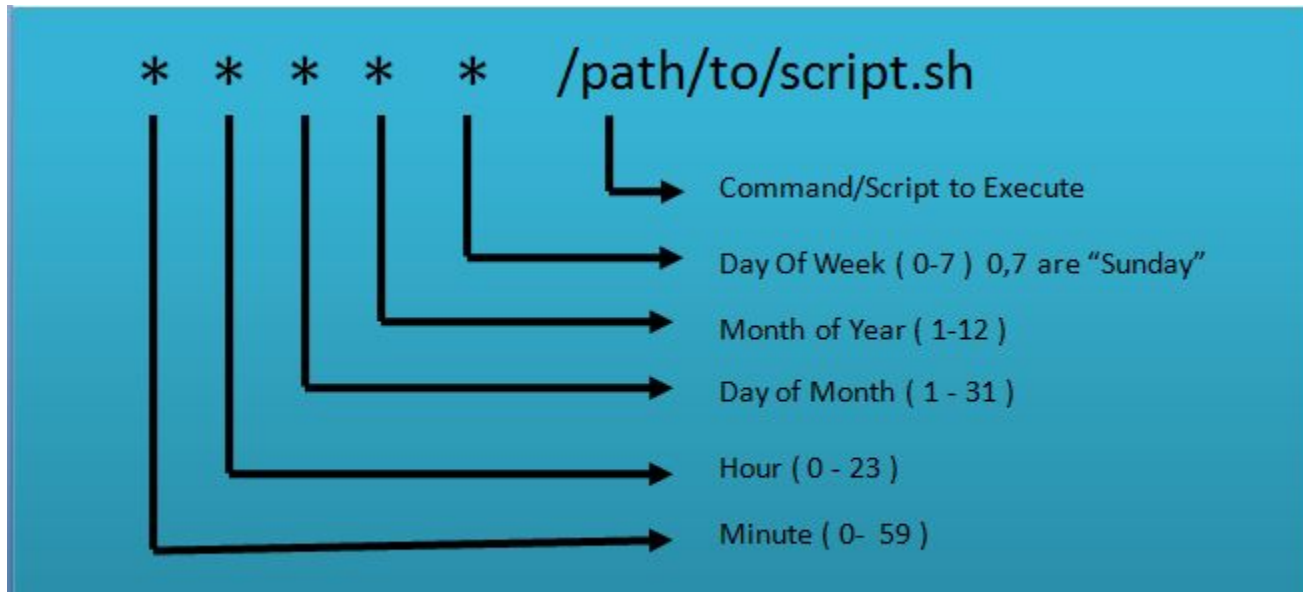 * * * * * /path/to/script.sh
Command/Script to Execute
Day Of Week ( 0-7 ) 0,7 are “Sunday”
Month of Year ( 1-12 )
Day of Month ( 1 - 31 )
Hour ( 0 - 23 )
Minute ( 0- 59 )